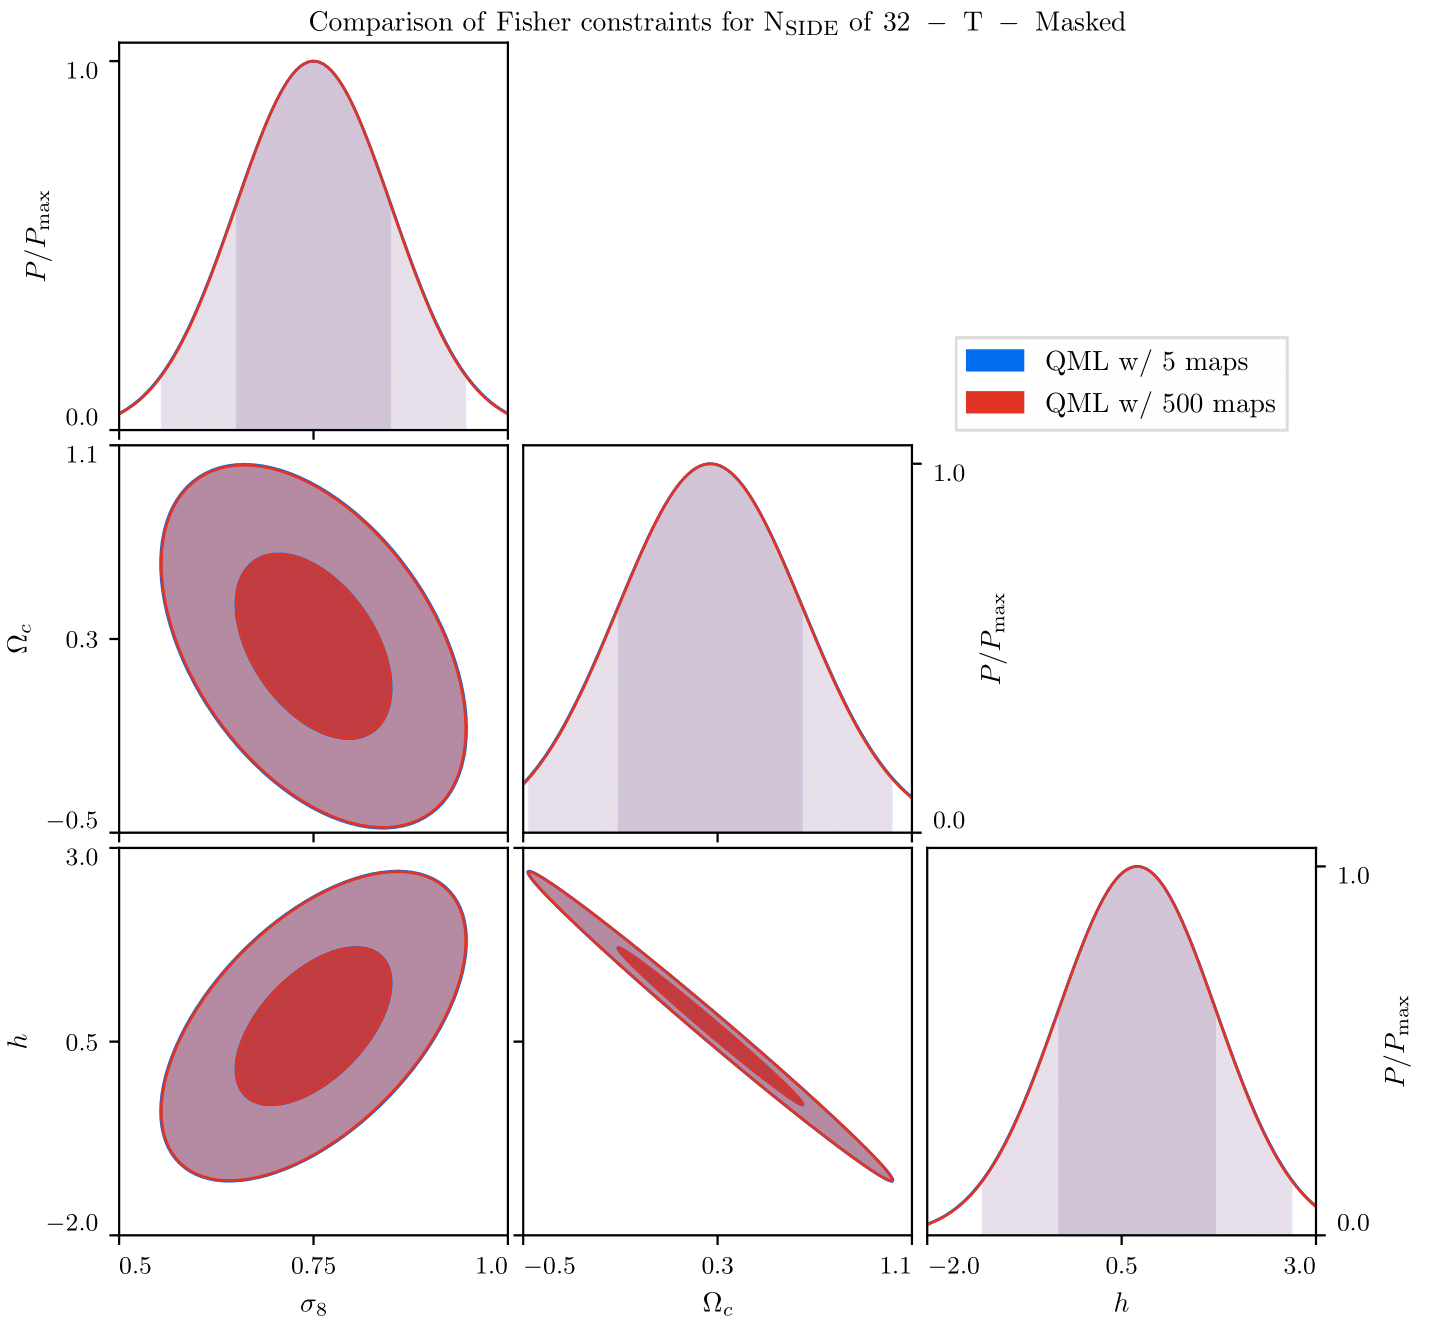 Comparison of Fisher constraints for N_SIDE of 32 − T − Masked
1.0
P/P_max
0.0
QML w/ 5 maps
QML w/ 500 maps
1.1
Ω_c
0.3
−0.5
1.0
P/P_max
0.0
3.0
h
0.5
−2.0
1.0
P/P_max
0.0
0.5 0.75 1.0
−0.5 0.3 1.1
−2.0 0.5 3.0
σ_8
Ω_c
h